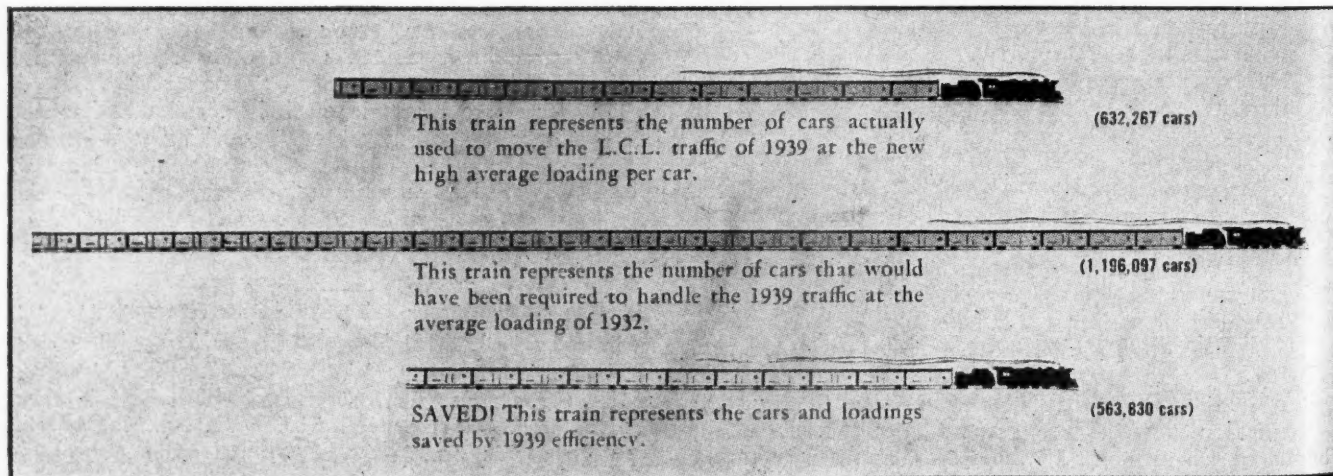 This train represents the number of cars actually
used to move the L.C.L. traffic of 1939 at the new
high average loading per car.
(632,267 cars)
This train represents the number of cars that would
have been required to handle the 1939 traffic at the
average loading of 1932.
(1,196,097 cars)
SAVED! This train represents the cars and loadings
saved by 1939 efficiency.
(563,830 cars)